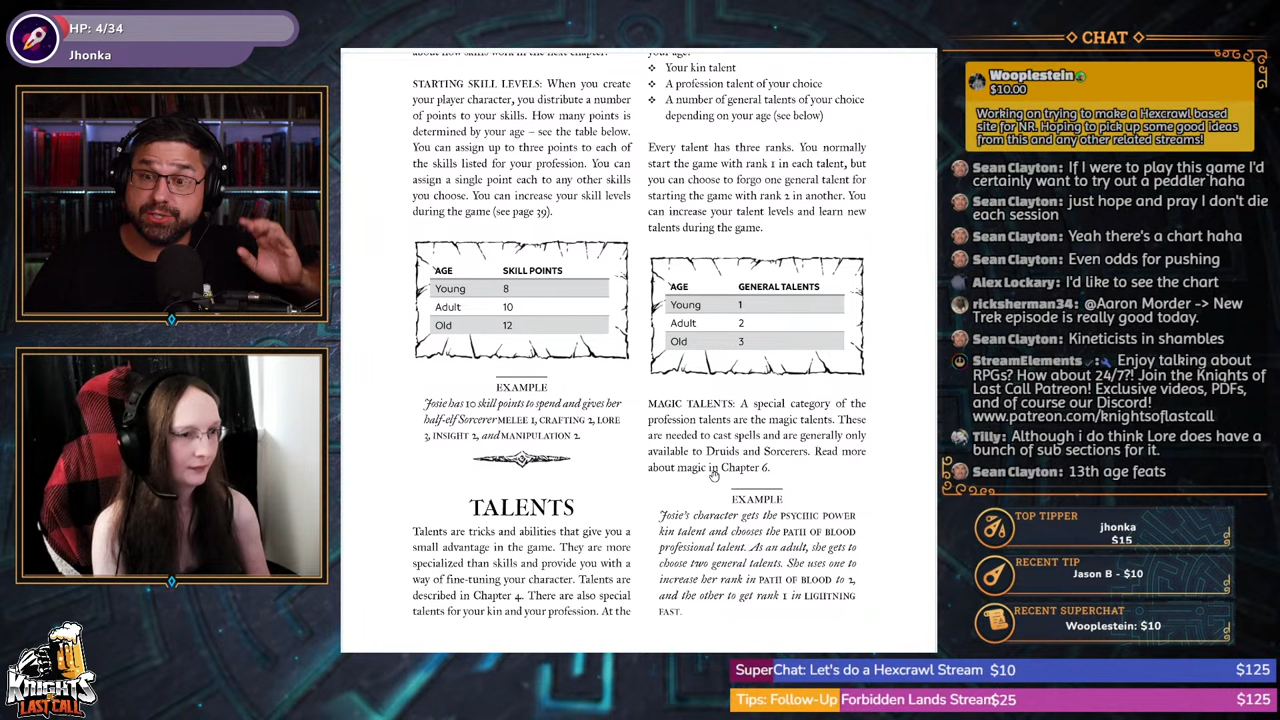 HP: 4/34
Jhonka
about how skills work in the next chapter.
STARTING SKILL LEVELS: When you create
your player character, you distribute a number
of points to your skills. How many points is
determined by your age – see the table below.
You can assign up to three points to each of
the skills listed for your profession. You can
assign a single point each to any other skills
you choose. You can increase your skill levels
during the game (see page 39).
AGE SKILL POINTS
Young 8
Adult 10
Old 12
EXAMPLE
Josie has 10 skill points to spend and gives her
half-elf Sorcerer MELEE 1, CRAFTING 2, LORE
3, INSIGHT 2, and MANIPULATION 2.
TALENTS
Talents are tricks and abilities that give you a
small advantage in the game. They are more
specialized than skills and provide you with a
way of fine-tuning your character. Talents are
described in Chapter 4. There are also special
talents for your kin and your profession. At the
your age:
❖ Your kin talent
❖ A profession talent of your choice
❖ A number of general talents of your choice
depending on your age (see below)
Every talent has three ranks. You normally
start the game with rank 1 in each talent, but
you can choose to forgo one general talent for
starting the game with rank 2 in another. You
can increase your talent levels and learn new
talents during the game.
AGE GENERAL TALENTS
Young 1
Adult 2
Old 3
MAGIC TALENTS: A special category of the
profession talents are the magic talents. These
are needed to cast spells and are generally only
available to Druids and Sorcerers. Read more
about magic in Chapter 6.
EXAMPLE
Josie's character gets the PSYCHIC POWER
kin talent and chooses the PATH OF BLOOD
professional talent. As an adult, she gets to
choose two general talents. She uses one to
increase her rank in PATH OF BLOOD to 2,
and the other to get rank 1 in LIGHTNING
FAST.
CHAT
Wooplestein
$10.00
Working on trying to make a Hexcrawl based
site for NR. Hoping to pick up some good ideas
from this and any other related streams!
Sean Clayton: If I were to play this game I'd
certainly want to try out a peddler haha
Sean Clayton: just hope and pray I don't die
each session
Sean Clayton: Yeah there's a chart haha
Sean Clayton: Even odds for pushing
Alex Lockary: I'd like to see the chart
ricksherman34: @Aaron Morder -> New
Trek episode is really good today.
Sean Clayton: Kineticists in shambles
StreamElements : Enjoy talking about
RPGs? How about 24/7?! Join the Knights
of Last Call Patreon! Exclusive videos, PDFs,
and of course our Discord!
www.patreon.com/knightsoflastcall
Tilly: Although i do think Lore does have a
bunch of sub sections for it.
Sean Clayton: 13th age feats
TOP TIPPER
jhonka
$15
RECENT TIP
Jason B - $10
RECENT SUPERCHAT
Wooplestein: $10
KNIGHTS
OF
LAST CALL
SuperChat: Let's do a Hexcrawl Stream $10 $125
Tips: Follow-Up Forbidden Lands Stream $25 $125